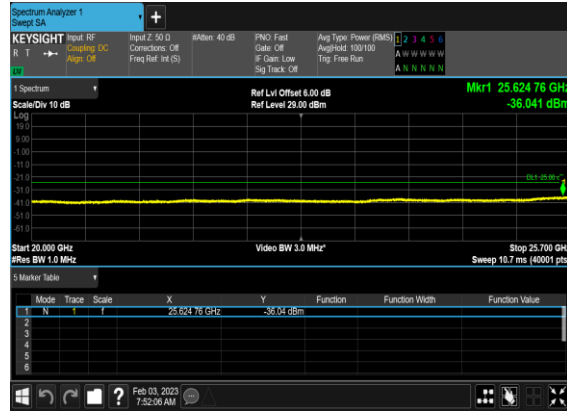 Spectrum Analyzer 1
Swept SA
+
KEYSIGHT Input: RF Input Z: 50 Ω #Atten: 40 dB PNO: Fast Avg Type: Power (RMS) 1 2 3 4 5 6
R T Coupling: DC Corrections: Off Gate: Off Avg|Hold: 100/100 A W W W W W
Align: Off Freq Ref: Int (S) IF Gain: Low Trig: Free Run
Sig Track: Off A N N N N N
1 Spectrum Ref Lvl Offset 6.00 dB Mkr1 25.624 76 GHz
Scale/Div 10 dB Ref Level 29.00 dBm -36.041 dBm
Log
19.0
9.00
-1.00
-11.0
-21.0
DL1 -25.00
-31.0
-41.0
-51.0
-61.0
Start 20.000 GHz Video BW 3.0 MHz* Stop 25.700 GH
#Res BW 1.0 MHz Sweep 10.7 ms (40001 pts
5 Marker Table
Mode Trace Scale X Y Function Function Width Function Value
1 N 1 f 25.624 76 GHz -36.04 dBm
2
3
4
5
6
? Feb 03, 2023
7:52:06 AM